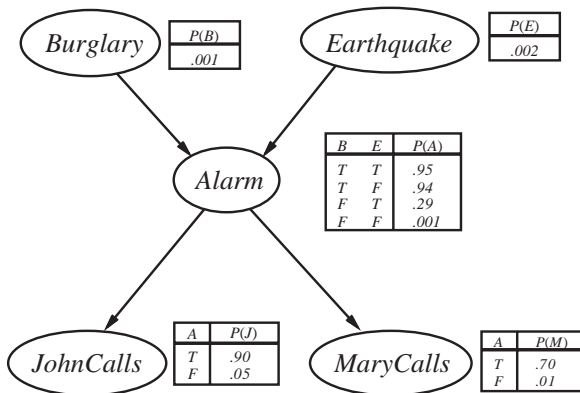 Burglary
P(B)
.001
Earthquake
P(E)
.002
Alarm
B E P(A)
T T .95
T F .94
F T .29
F F .001
JohnCalls
A P(J)
T .90
F .05
MaryCalls
A P(M)
T .70
F .01